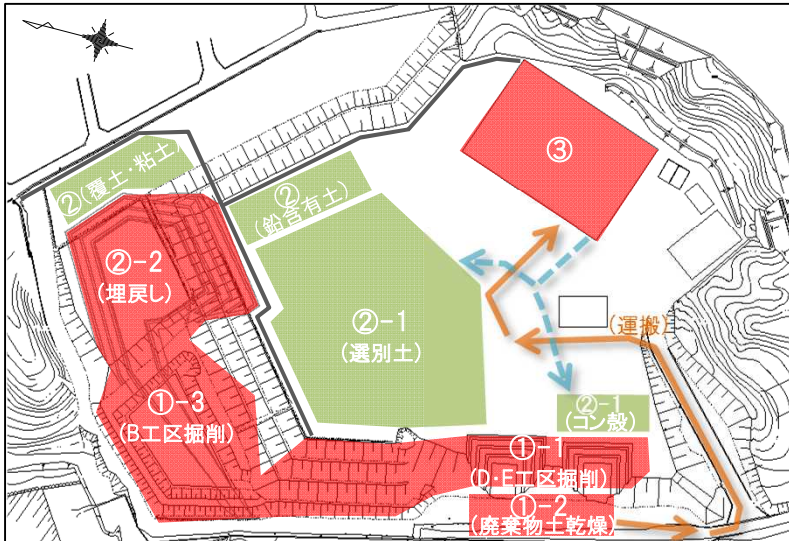 ③
②(覆土・粘土)
②
(鉛含有土)
②-2
(埋戻し)
②-1
(選別土)
(運搬)
①-3
(B工区掘削)
②-1
(コン殻)
①-1
(D・E工区掘削)
①-2
(廃棄物土乾燥)